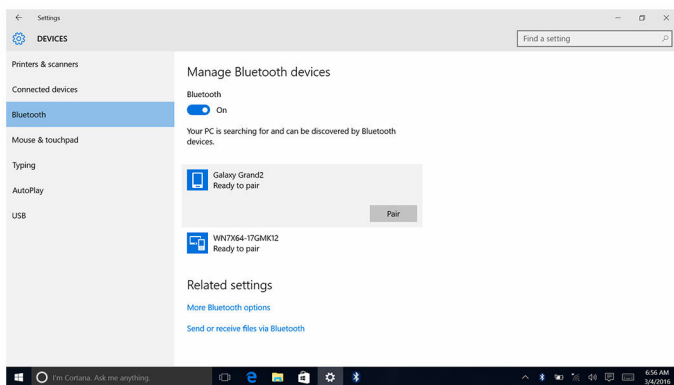 Settings
DEVICES
Find a setting
Printers & scanners
Connected devices
Bluetooth
Mouse & touchpad
Typing
AutoPlay
USB
Manage Bluetooth devices
Bluetooth
On
Your PC is searching for and can be discovered by Bluetooth
devices.
Galaxy Grand2
Ready to pair
Pair
WN7X64-17GMK12
Ready to pair
Related settings
More Bluetooth options
Send or receive files via Bluetooth
I'm Cortana. Ask me anything.
6:56 AM
3/4/2016